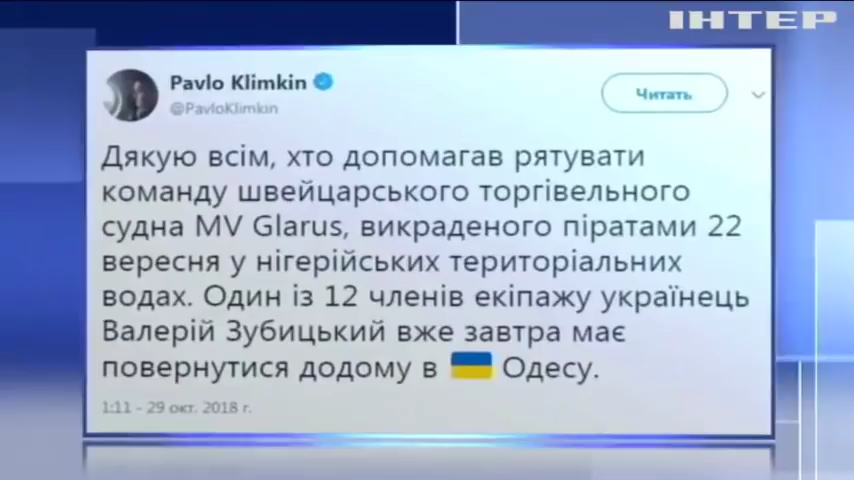 ІНТЕР
Pavlo Klimkin
@PavloKlimkin
Читать
Дякую всім, хто допомагав рятувати
команду швейцарського торгівельного
судна MV Glarus, викраденого піратами 22
вересня у нігерійських територіальних
водах. Один із 12 членів екіпажу українець
Валерій Зубицький вже завтра має
повернутися додому в Одесу.
1:11 - 29 окт. 2018 г.